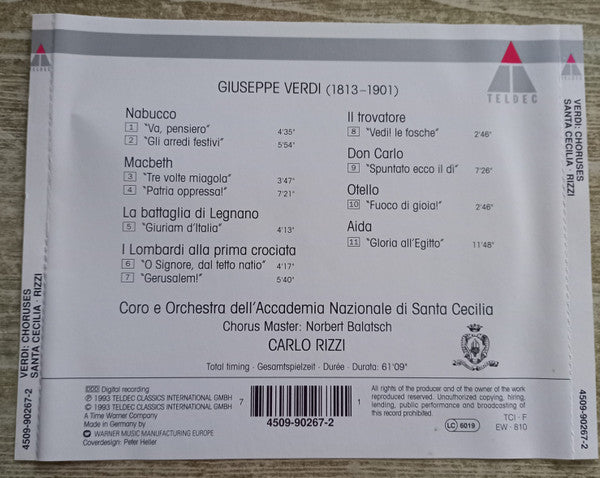 TELDEC
GIUSEPPE VERDI (1813–1901)
Nabucco
1 "Va, pensiero" 4'35"
2 "Gli arredi festivi" 5'54"
Macbeth
3 "Tre volte miagola" 3'47"
4 "Patria oppressa!" 7'21"
La battaglia di Legnano
5 "Giuriam d'Italia" 4'13"
I Lombardi alla prima crociata
6 "O Signore, dal tetto natio" 4'17"
7 "Gerusalem!" 5'40"
Il trovatore
8 "Vedi! le fosche" 2'46"
Don Carlo
9 "Spuntato ecco il dì" 7'26"
Otello
10 "Fuoco di gioia!" 2'46"
Aida
11 "Gloria all'Egitto" 11'48"
Coro e Orchestra dell'Accademia Nazionale di Santa Cecilia
Chorus Master: Norbert Balatsch
CARLO RIZZI
Total timing · Gesamtspielzeit · Durée · Durata: 61'09"
DDD Digital recording
℗ 1993 TELDEC CLASSICS INTERNATIONAL GMBH
© 1993 TELDEC CLASSICS INTERNATIONAL GMBH
A Time Warner Company
Made in Germany by
WARNER MUSIC MANUFACTURING EUROPE
Coverdesign: Peter Heller
7 1
4509-90267-2
All rights of the producer and of the owner of the work
reproduced reserved. Unauthorized copying, hiring,
lending, public performance and broadcasting of
this record prohibited.
LC 6019
TCI · F
EW · 810
VERDI: CHORUSES
SANTA CECILIA · RIZZI
4509-90267-2
VERDI: CHORUSES
SANTA CECILIA · RIZZI
4509-90267-2